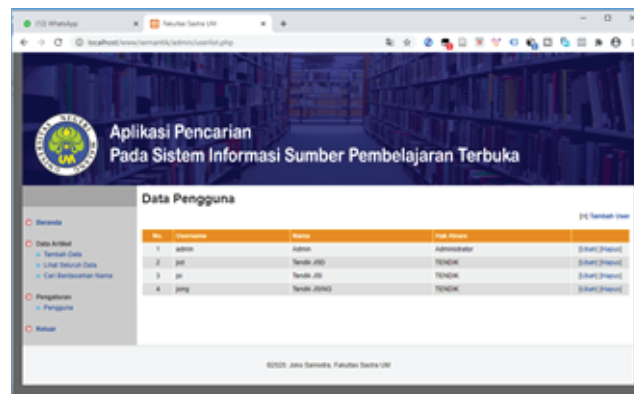 (12) WhatsApp
Fakultas Sastra UM
localhost/www/semantik/admin/userlist.php
Aplikasi Pencarian
Pada Sistem Informasi Sumber Pembelajaran Terbuka
Data Pengguna
[+] Tambah User
Beranda
Data Artikel
Tambah Data
Lihat Seluruh Data
Cari Berdasarkan Nama
Pengaturan
Pengguna
Keluar
No. Username Nama Hak Akses
1 admin Admin Administrator [Ubah] [Hapus]
2 jsd Tendik JSD TENDIK [Ubah] [Hapus]
3 jsi Tendik JSI TENDIK [Ubah] [Hapus]
4 jsing Tendik JSING TENDIK [Ubah] [Hapus]
©2020. Joko Samodra, Fakultas Sastra UM